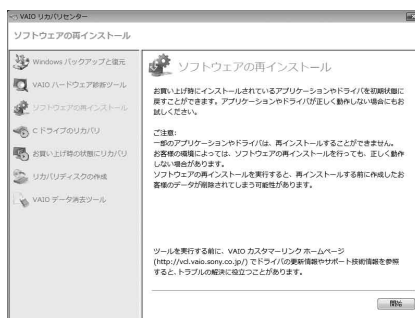 VAIO リカバリセンター
ソフトウェアの再インストール
Windows バックアップと復元
VAIO ハードウェア診断ツール
ソフトウェアの再インストール
C ドライブのリカバリ
お買い上げ時の状態にリカバリ
リカバリディスクの作成
VAIO データ消去ツール
ソフトウェアの再インストール
お買い上げ時にインストールされているアプリケーションやドライバを初期状態に
戻すことができます。アプリケーションやドライバが正しく動作しない場合にお
試しください。
ご注意:
一部のアプリケーションやドライバは、再インストールすることができません。
お客様の環境によっては、ソフトウェアの再インストールを行っても、正しく動作
しない場合があります。
ソフトウェアの再インストールを実行すると、再インストールする前に作成したお
客様のデータが削除されてしまう可能性があります。
ツールを実行する前に、VAIO カスタマーリンク ホームページ
(http://vcl.vaio.sony.co.jp/) でドライバの更新情報やサポート技術情報を参照
すると、トラブルの解決に役立つことがあります。
開始